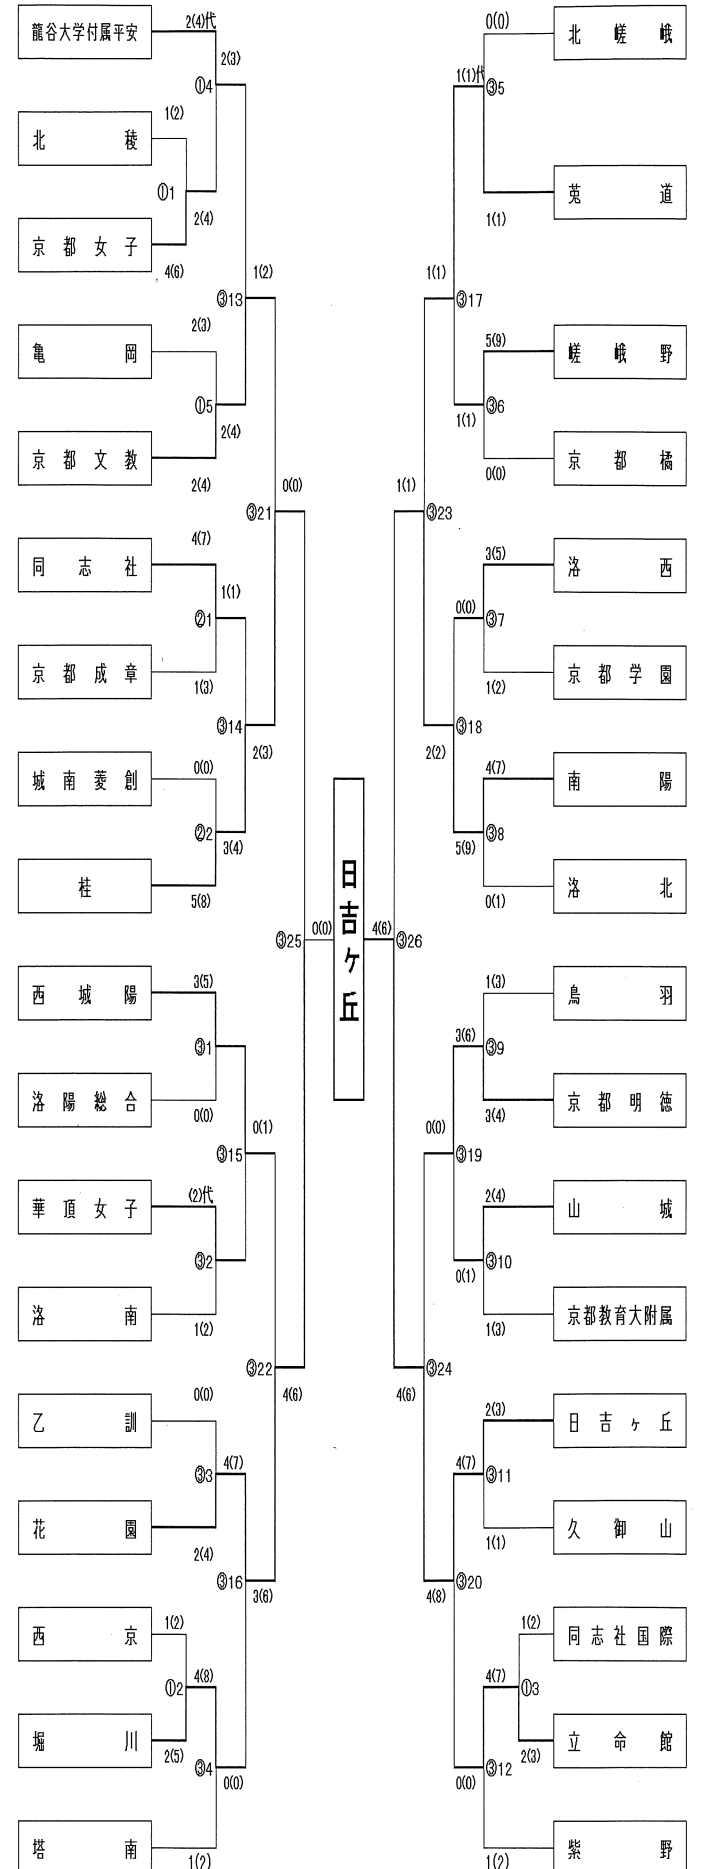 龍谷大学付属平安
2(4)代
2(3)
①4
北稜
1(2)
①1
2(4)
京都女子
4(6)
③13
1(2)
亀岡
2(3)
①5
2(4)
京都文教
2(4)
0(0)
③21
同志社
4(7)
1(1)
②1
京都成章
1(3)
③14
2(3)
城南菱創
0(0)
②2
3(4)
桂
5(8)
③25
0(0)
西城陽
3(5)
③1
洛陽総合
0(0)
0(1)
③15
華頂女子
(2)代
③2
洛南
1(2)
③22
4(6)
乙訓
0(0)
4(7)
③3
花園
2(4)
③16
3(6)
西京
1(2)
4(8)
①2
堀川
2(5)
③4
0(0)
塔南
1(2)
日吉ヶ丘
4(6)
③26
0(0)
北嵯峨
1(1)代
③5
莵道
1(1)
1(1)
③17
5(9)
嵯峨野
③6
1(1)
京都橘
0(0)
1(1)
③23
3(5)
洛西
0(0)
③7
京都学園
1(2)
③18
2(2)
4(7)
南陽
③8
5(9)
洛北
0(1)
1(3)
鳥羽
3(6)
③9
京都明徳
3(4)
0(0)
③19
2(4)
山城
③10
0(1)
京都教育大附属
1(3)
③24
4(6)
2(3)
日吉ヶ丘
4(7)
③11
久御山
1(1)
③20
4(8)
1(2)
同志社国際
4(7)
①3
立命館
2(3)
③12
0(0)
紫野
1(2)